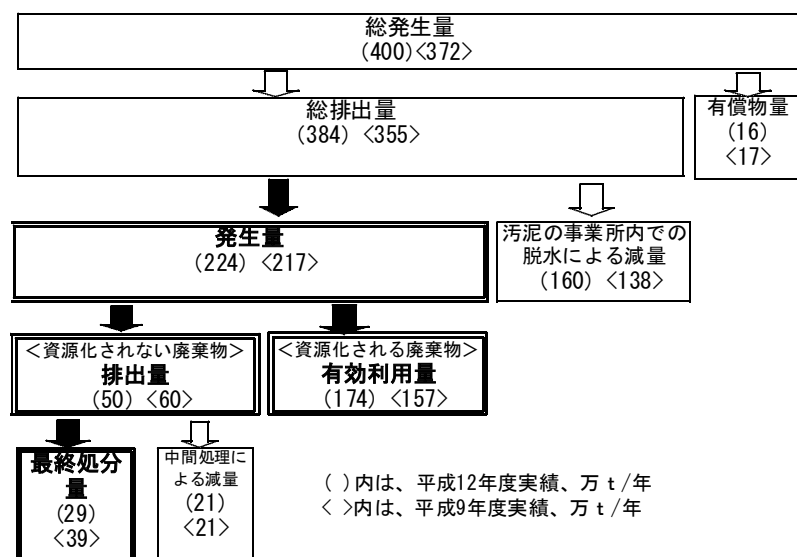 総発生量
(400)<372>
総排出量
(384) <355>
有償物量
(16)
<17>
発生量
(224) <217>
汚泥の事業所内での
脱水による減量
(160) <138>
<資源化されない廃棄物>
排出量
(50) <60>
<資源化される廃棄物>
有効利用量
(174) <157>
最終処分
量
(29)
<39>
中間処理に
よる減量
(21)
<21>
( )内は、平成12年度実績、万ｔ/年
< >内は、平成9年度実績、万ｔ/年